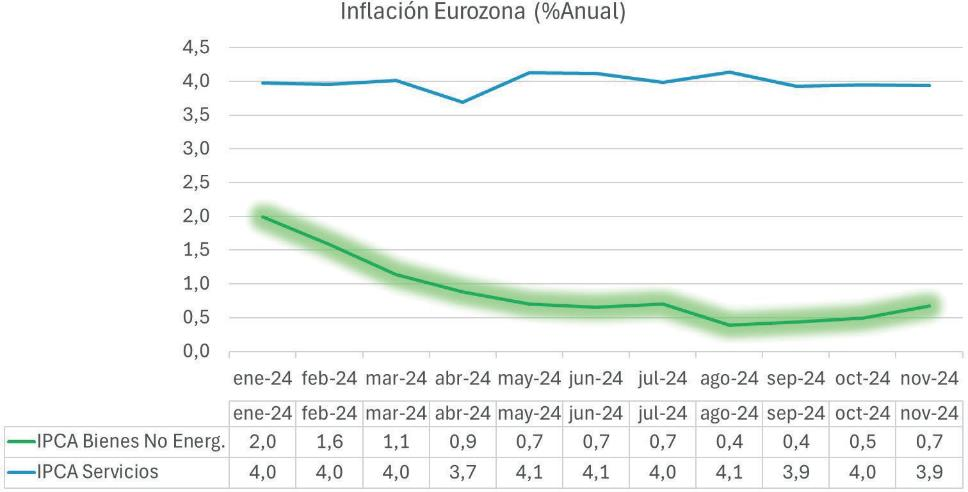 Inflación Eurozona (%Anual)
4,5
4,0
3,5
3,0
2,5
2,0
1,5
1,0
0,5
0,0
ene-24 feb-24 mar-24 abr-24 may-24 jun-24 jul-24 ago-24 sep-24 oct-24 nov-24
ene-24 feb-24 mar-24 abr-24 may-24 jun-24 jul-24 ago-24 sep-24 oct-24 nov-24
IPCA Bienes No Energ. 2,0 1,6 1,1 0,9 0,7 0,7 0,7 0,4 0,4 0,5 0,7
IPCA Servicios 4,0 4,0 4,0 3,7 4,1 4,1 4,0 4,1 3,9 4,0 3,9